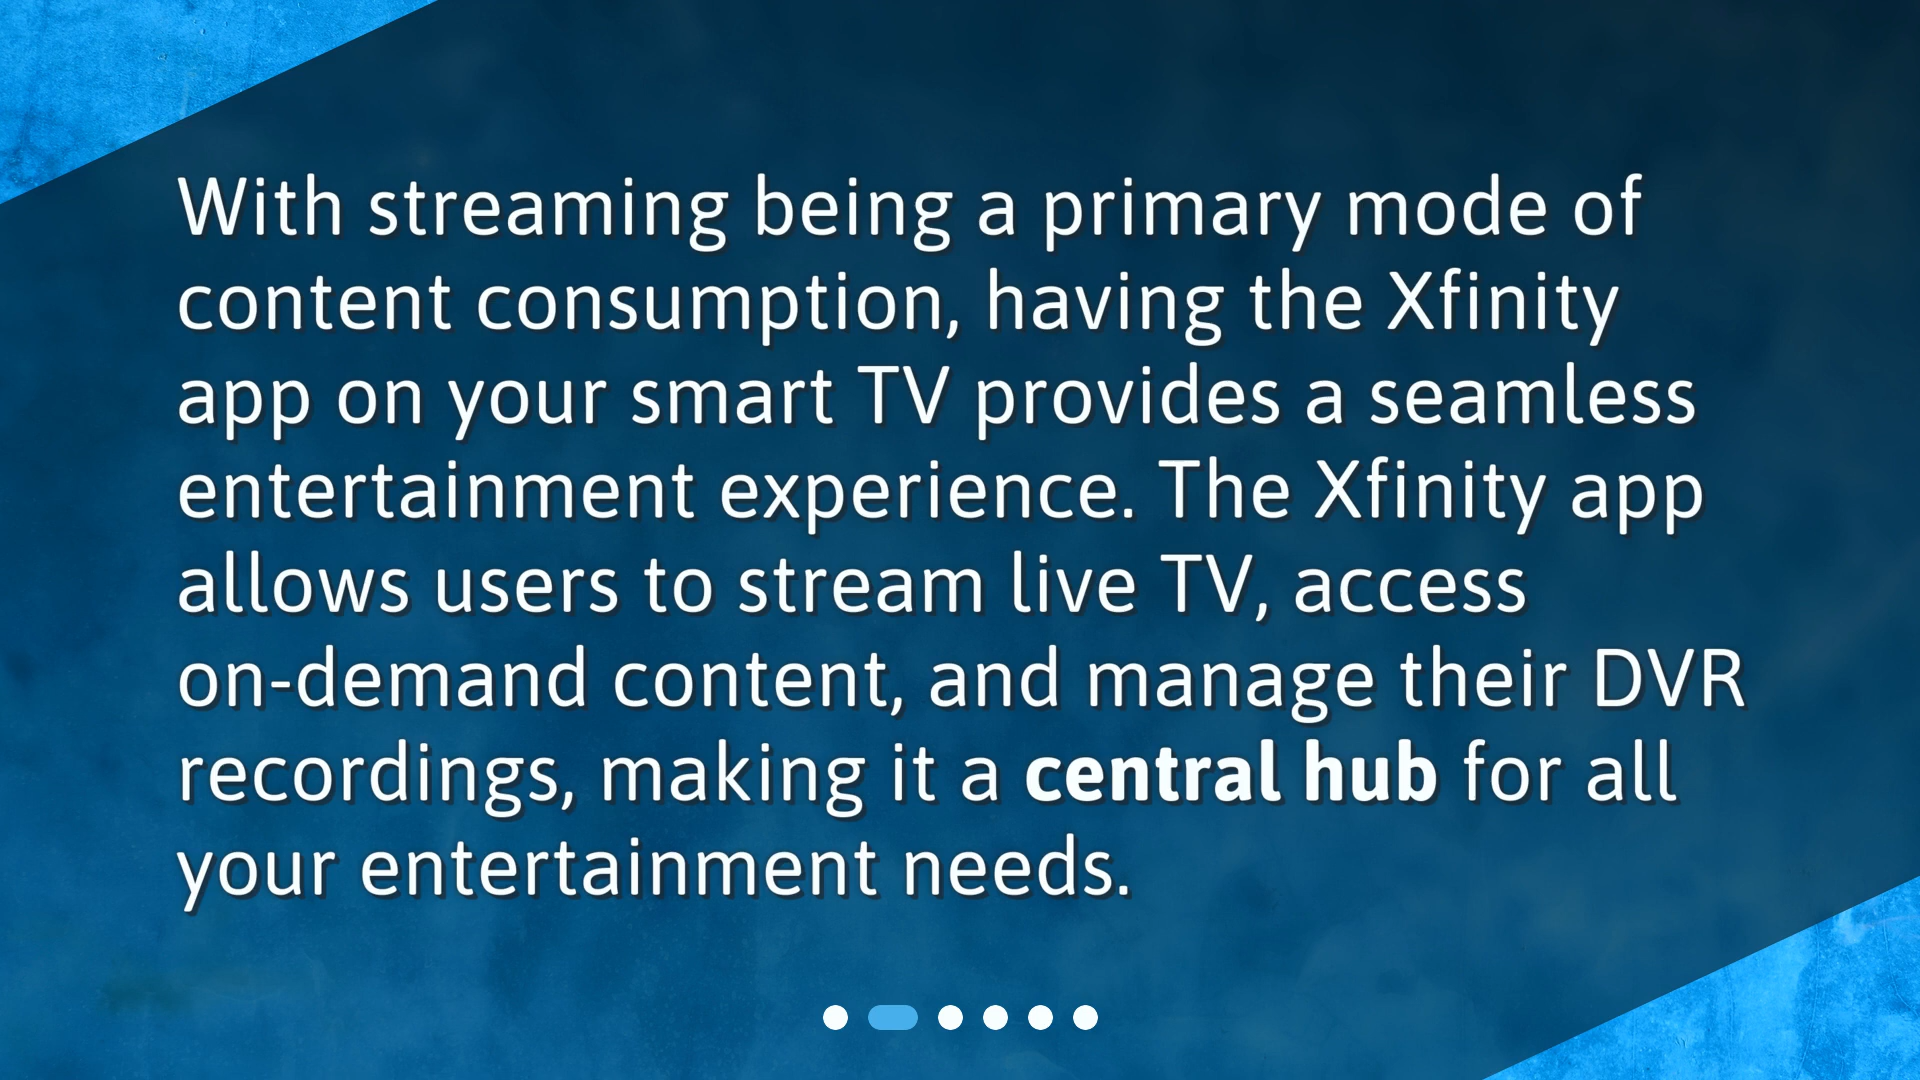 With streaming being a primary mode of
content consumption, having the Xfinity
app on your smart TV provides a seamless
entertainment experience. The Xfinity app
allows users to stream live TV, access
on-demand content, and manage their DVR
recordings, making it a central hub for all
your entertainment needs.